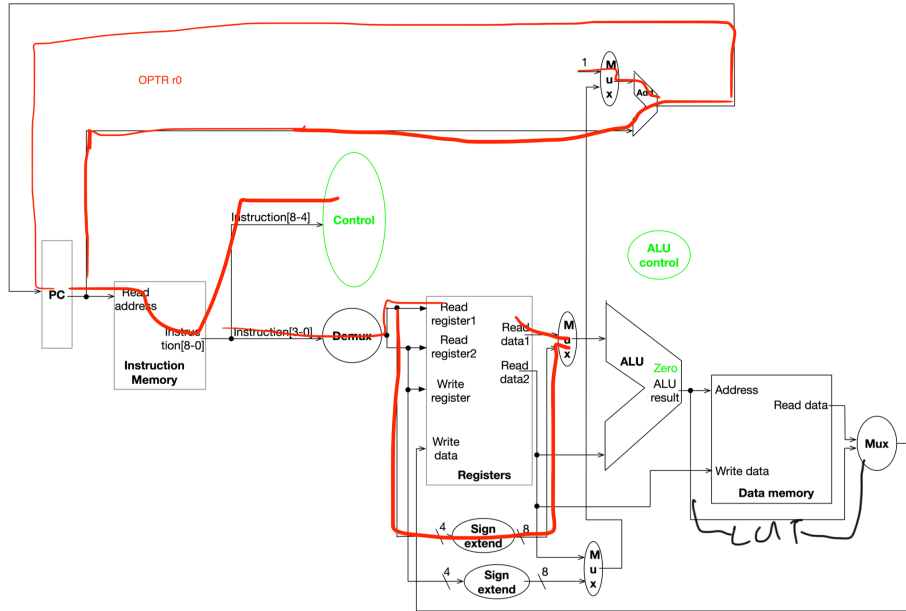 OPTR r0
1
M
u
x
Add
Instruction[8-4]
Control
ALU
control
PC
Read
address
Instruc
tion[8-0]
Instruction
Memory
Instruction[3-0]
Demux
Read
register1
Read
register2
Write
register
Write
data
Read
data1
Read
data2
Registers
M
u
x
ALU
Zero
ALU
result
Address
Read data
Write data
Data memory
Mux
LUT
4
Sign
extend
8
4
Sign
extend
8
M
u
x